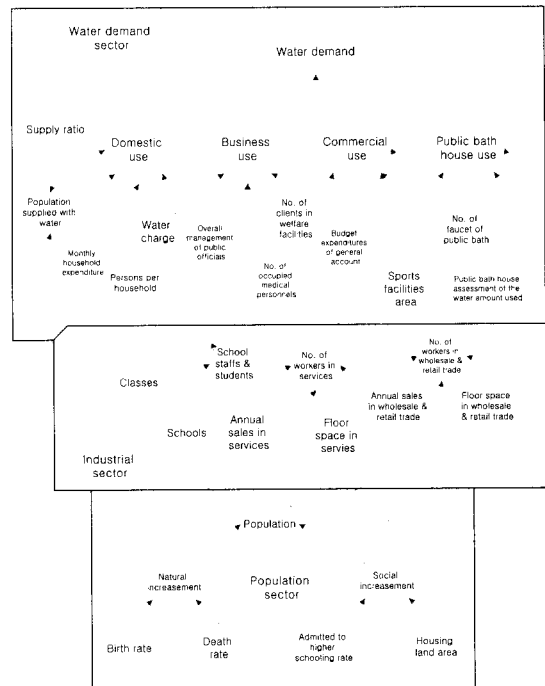 Water demand
sector
Water demand
Supply ratio
Domestic
use
Business
use
Commercial
use
Public bath
house use
Population
supplied with
water
Monthly
household
expenditure
Water
charge
Persons per
household
Overall
management
of public
officials
No. of
clients in
welfare
facilities
No. of
occupied
medical
personnels
Budget
expenditures
of general
account
Sports
facilities
area
No. of
faucet of
public bath
Public bath house
assessment of the
water amount used
School
staffs &
students
Classes
Schools
No. of
workers in
services
Annual
sales in
services
Floor
space in
servies
No. of
workers in
wholesale &
retail trade
Annual sales
in wholesale &
retail trade
Floor space
in wholesale
& retail trade
Industrial
sector
Population
Natural
increasement
Population
sector
Social
increasement
Birth rate
Death
rate
Admitted to
higher
schooling rate
Housing
land area